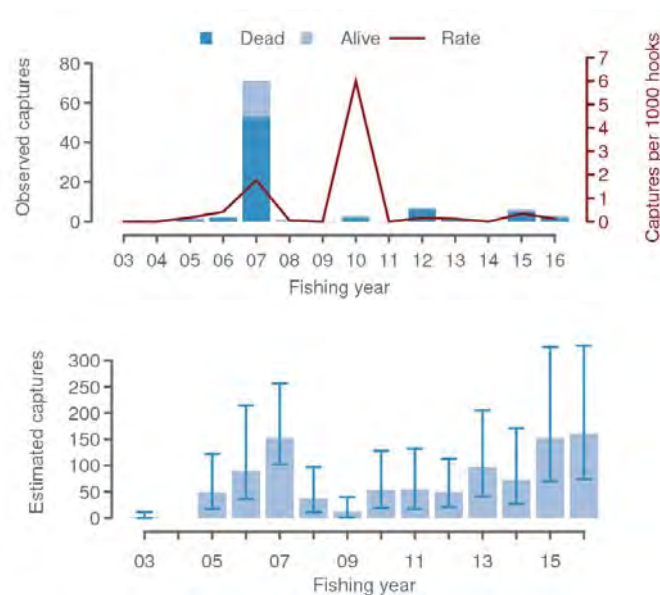 Dead Alive Rate
80
60
40
20
0
Observed captures
7
6
5
4
3
2
1
0
Captures per 1000 hooks
03 04 05 06 07 08 09 10 11 12 13 14 15 16
Fishing year
300
250
200
150
100
50
0
Estimated captures
03 05 07 09 11 13 15
Fishing year